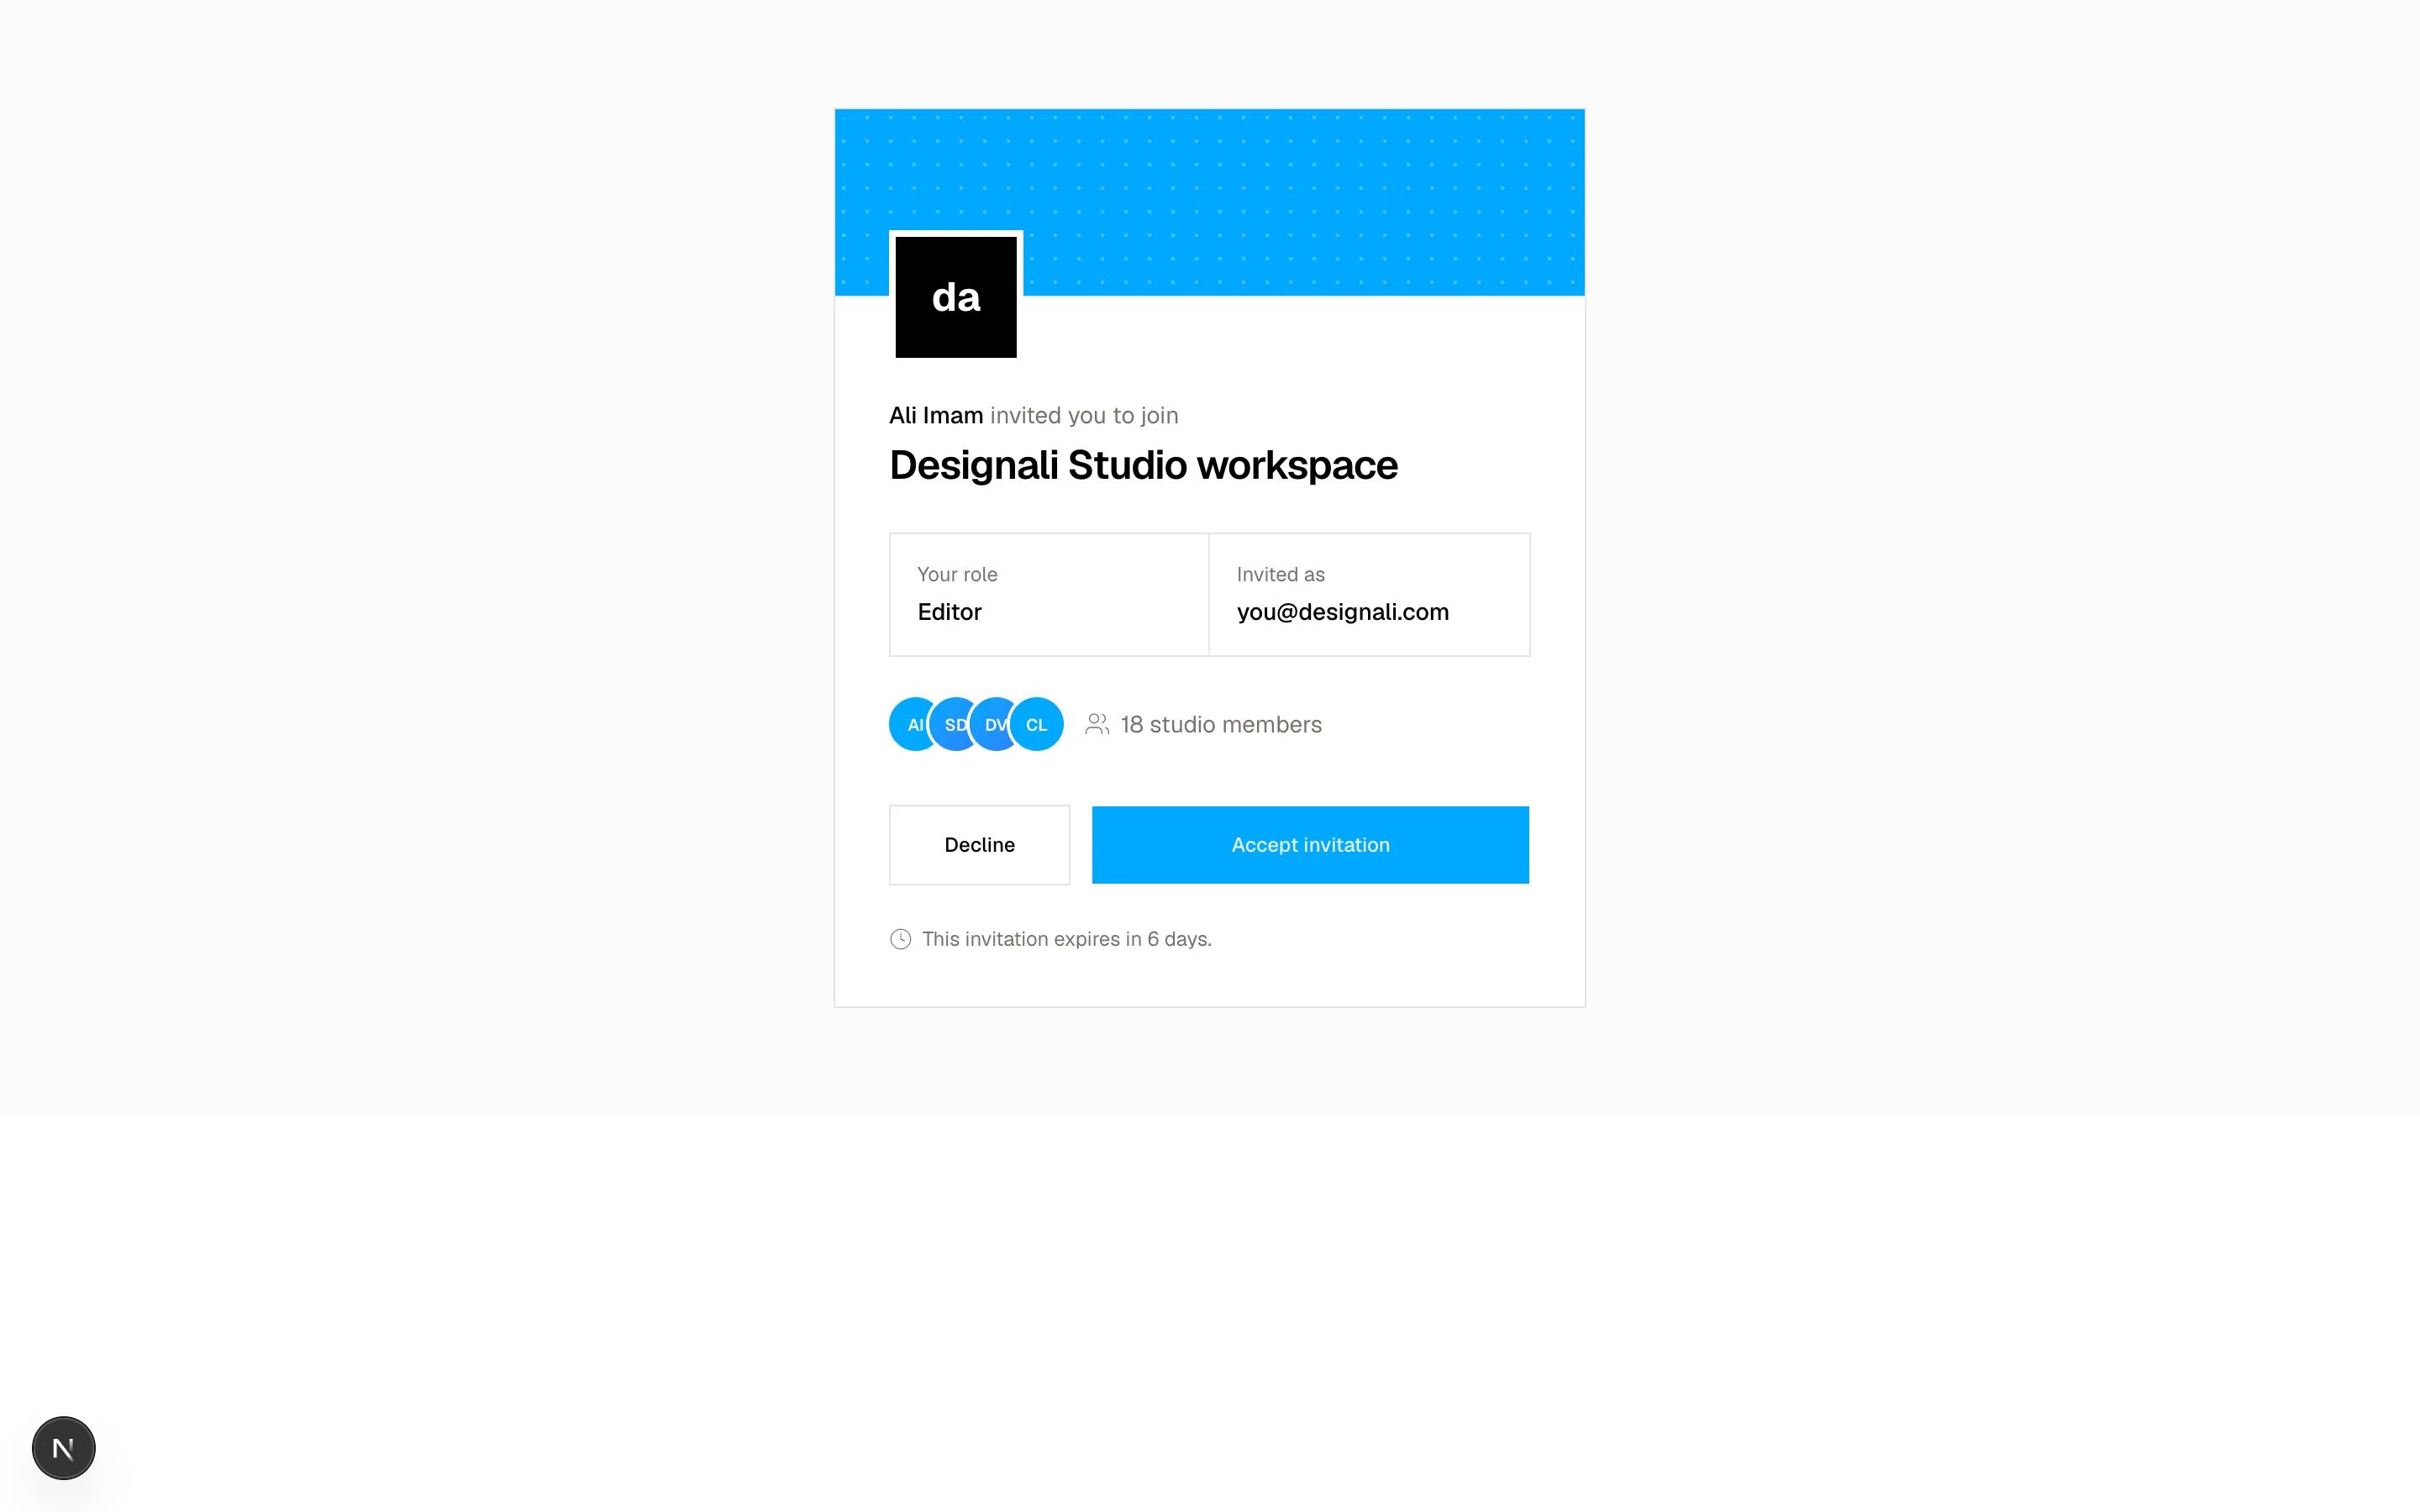 da
Ali Imam invited you to join
Designali Studio workspace
Your role
Editor
Invited as
you@designali.com
AI SD DV CL 18 studio members
Decline
Accept invitation
This invitation expires in 6 days.
N